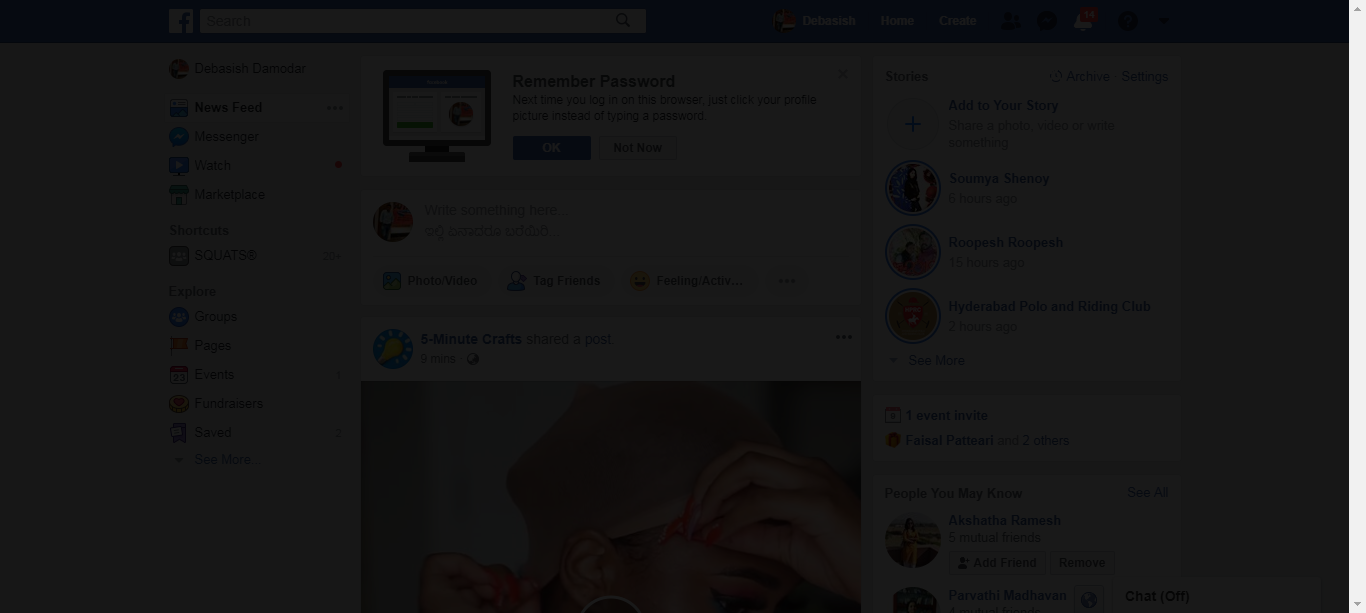 Search
Debasish
Home
Create
14
Debasish Damodar
News Feed
Messenger
Watch
Marketplace
Shortcuts
SQUATS®
20+
Explore
Groups
Pages
Events
Fundraisers
Saved
2
See More...
Remember Password
Next time you log in on this browser, just click your profile
picture instead of typing a password.
OK
Not Now
Write something here...
Photo/Video
Tag Friends
Feeling/Activ...
5-Minute Crafts shared a post.
9 mins
Stories
Archive · Settings
Add to Your Story
Share a photo, video or write
something
Soumya Shenoy
6 hours ago
Roopesh Roopesh
15 hours ago
Hyderabad Polo and Riding Club
2 hours ago
See More
1 event invite
Faisal Patteari and 2 others
People You May Know
See All
Akshatha Ramesh
5 mutual friends
Add Friend
Remove
Parvathi Madhavan
Chat (Off)